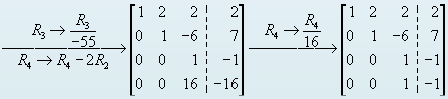 R₃ → R₃/−55
R₄ → R₄ − 2R₂
[1 2 2 ¦ 2
0 1 −6 ¦ 7
0 0 1 ¦ −1
0 0 16 ¦ −16]
R₄ → R₄/16
[1 2 2 ¦ 2
0 1 −6 ¦ 7
0 0 1 ¦ −1
0 0 1 ¦ −1]